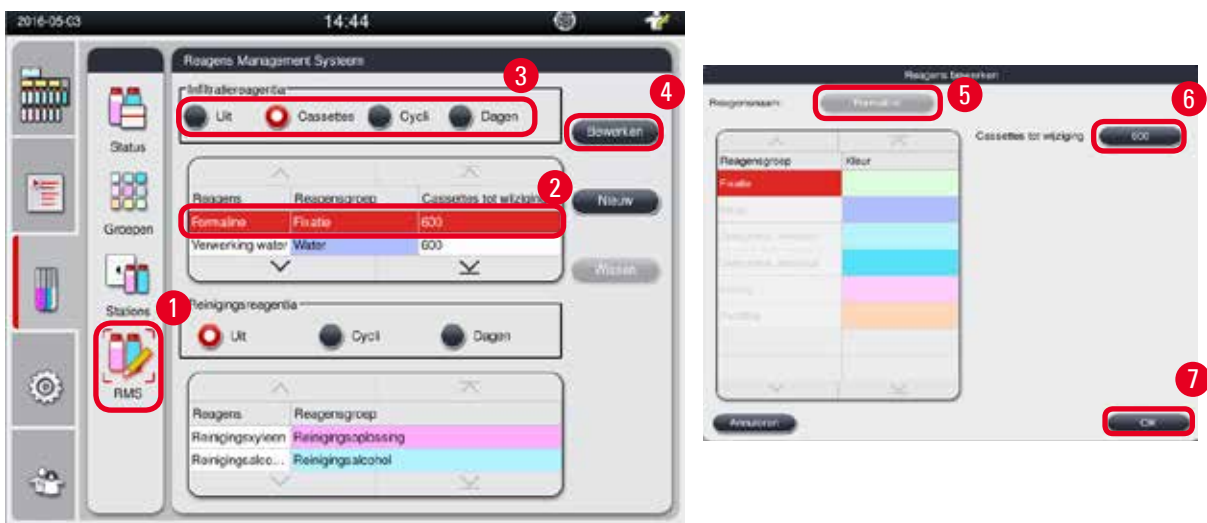 2016-05-03
14:44
Reagens Management Systeem
Infiltratiereagentia
3
4
Uit
Cassettes
Cycli
Dagen
Bewerken
Status
Groepen
Stations
RMS
1
2
Reagens
Reagensgroep
Cassettes tot wijziging
Formaline
Fixatie
600
Verwerking water
Water
600
Nieuw
Wissen
Reinigingsreagentia
Uit
Cycli
Dagen
Reagens
Reagensgroep
Reinigingsxyleen
Reinigingsoplossing
Reinigingsalco...
Reinigingsalcohol
Reagens bewerken
Reagensnaam:
Formaline
5
6
Cassettes tot wijziging
600
Reagensgroep
Kleur
Fixatie
7
Annuleren
OK